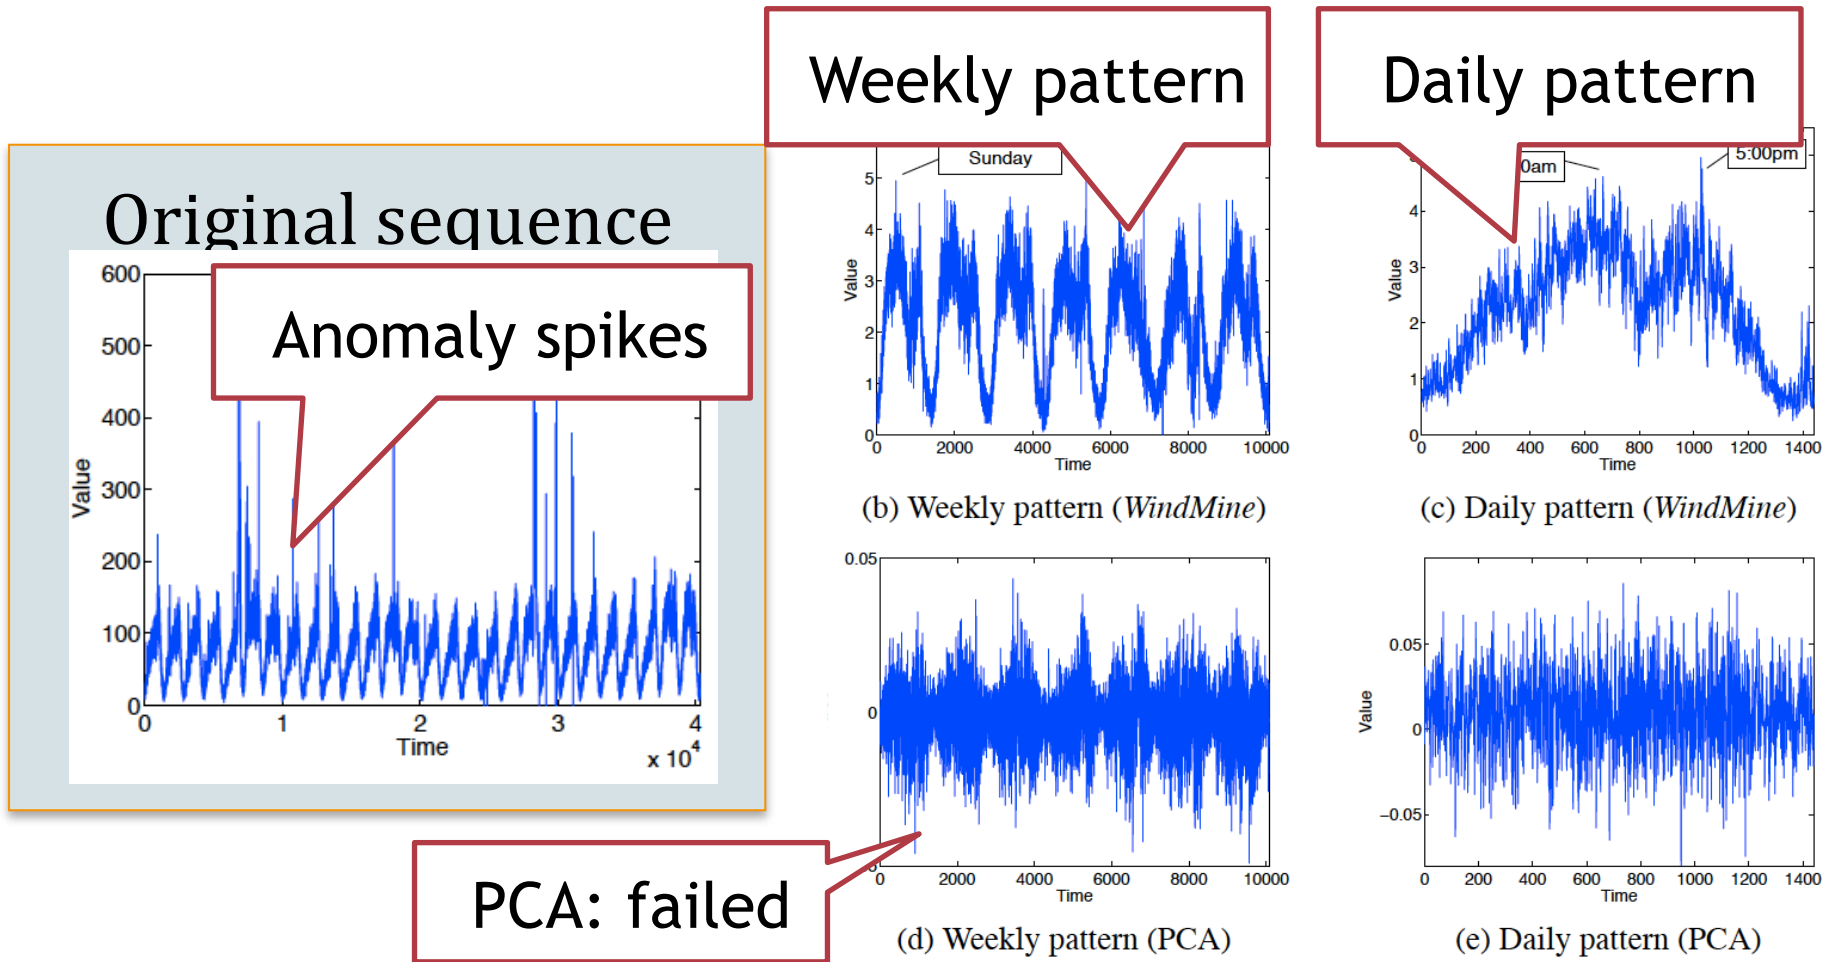 Weekly pattern
Daily pattern
Original sequence
Anomaly spikes
600
500
400
300
200
100
0
Value
0 1 2 3 4
Time
x 10⁴
Sunday
5
4
3
2
1
0
Value
0 2000 4000 6000 8000 10000
Time
(b) Weekly pattern (WindMine)
0am
5:00pm
4
3
2
1
0
Value
0 200 400 600 800 1000 1200 1400
Time
(c) Daily pattern (WindMine)
0.05
0
0 2000 4000 6000 8000 10000
Time
(d) Weekly pattern (PCA)
PCA: failed
0.05
0
−0.05
Value
0 200 400 600 800 1000 1200 1400
Time
(e) Daily pattern (PCA)